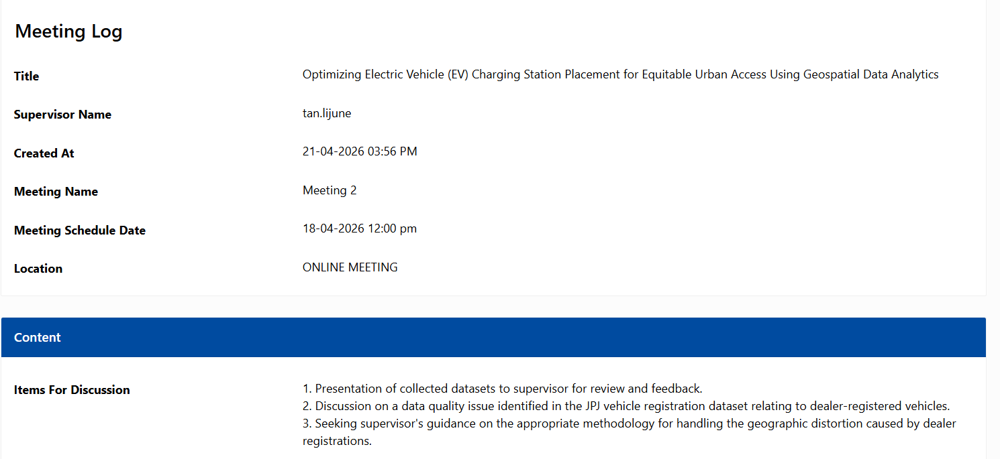 Meeting Log
Title Optimizing Electric Vehicle (EV) Charging Station Placement for Equitable Urban Access Using Geospatial Data Analytics
Supervisor Name tan.lijune
Created At 21-04-2026 03:56 PM
Meeting Name Meeting 2
Meeting Schedule Date 18-04-2026 12:00 pm
Location ONLINE MEETING
Content
Items For Discussion 1. Presentation of collected datasets to supervisor for review and feedback.
2. Discussion on a data quality issue identified in the JPJ vehicle registration dataset relating to dealer-registered vehicles.
3. Seeking supervisor's guidance on the appropriate methodology for handling the geographic distortion caused by dealer
registrations.